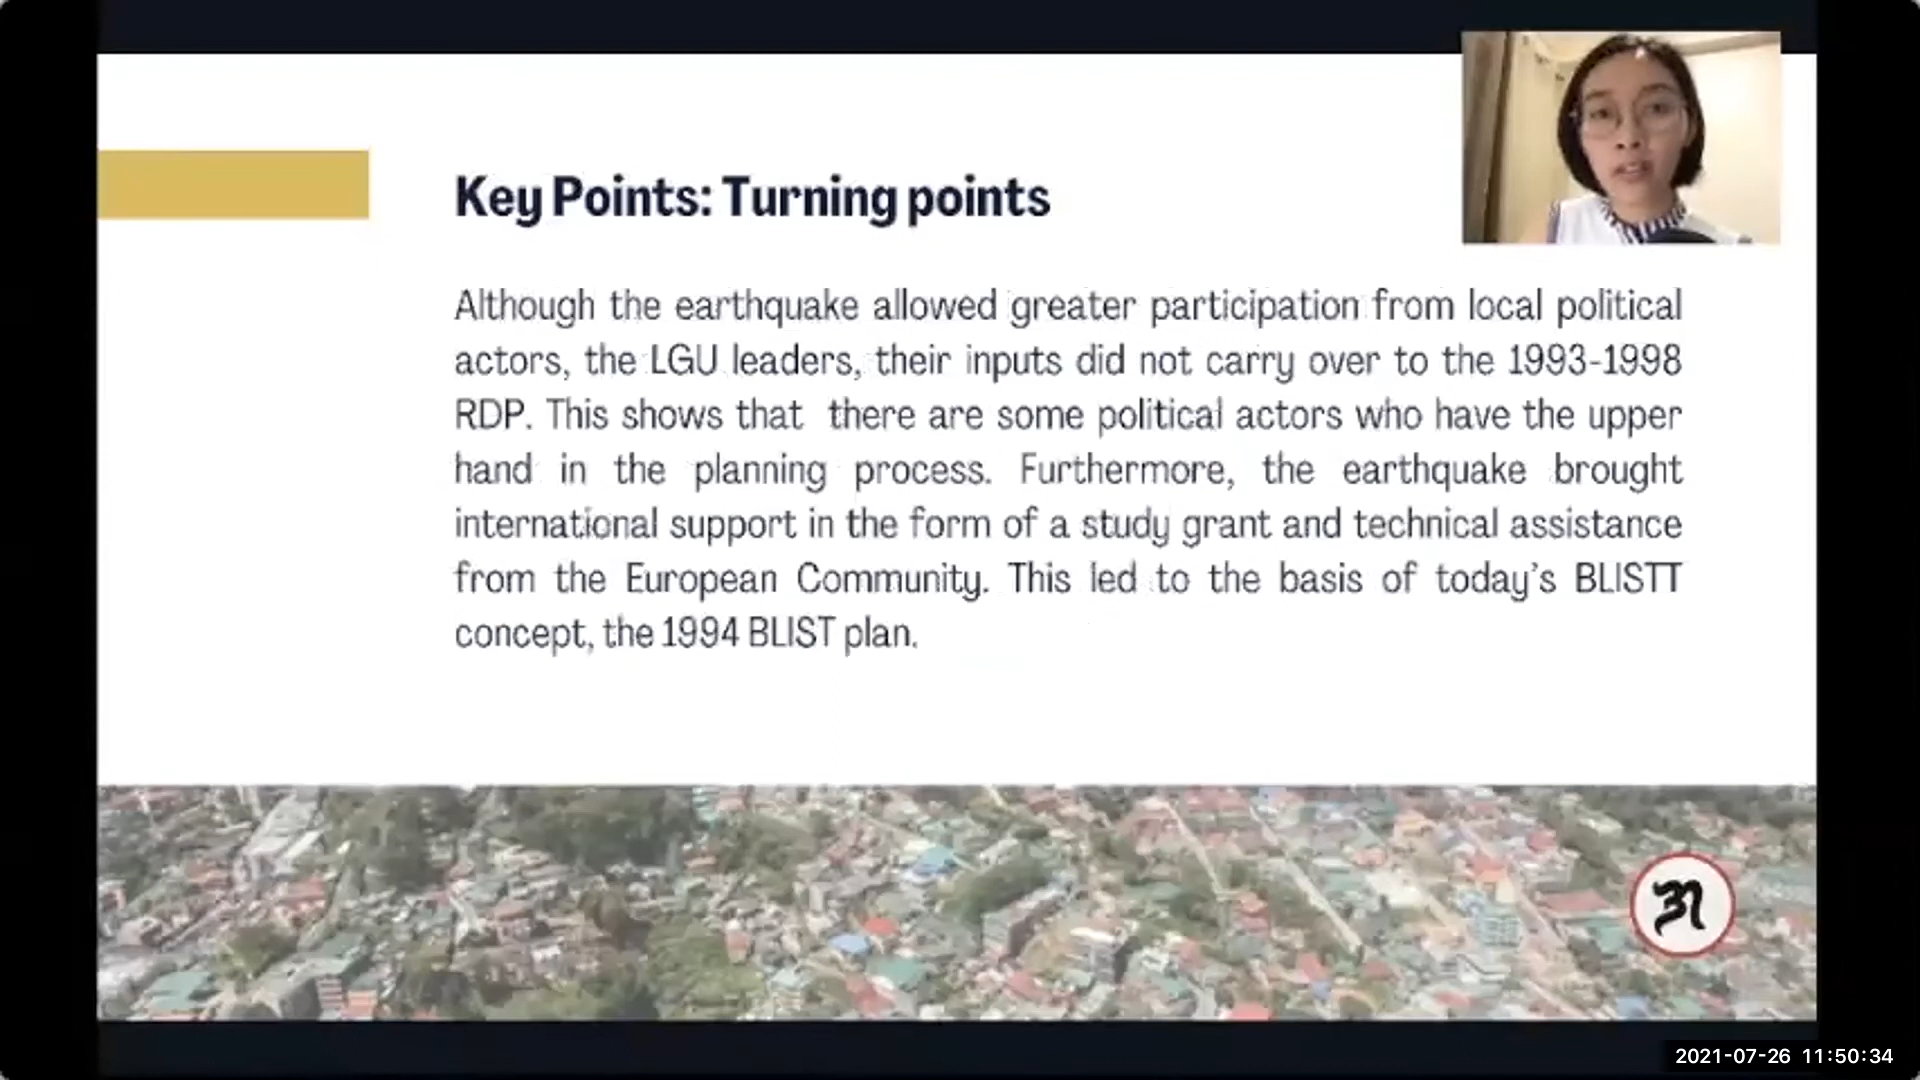 Key Points: Turning points
Although the earthquake allowed greater participation from local political
actors, the LGU leaders, their inputs did not carry over to the 1993-1998
RDP. This shows that there are some political actors who have the upper
hand in the planning process. Furthermore, the earthquake brought
international support in the form of a study grant and technical assistance
from the European Community. This led to the basis of today's BLISTT
concept, the 1994 BLIST plan.
2021-07-26 11:50:34